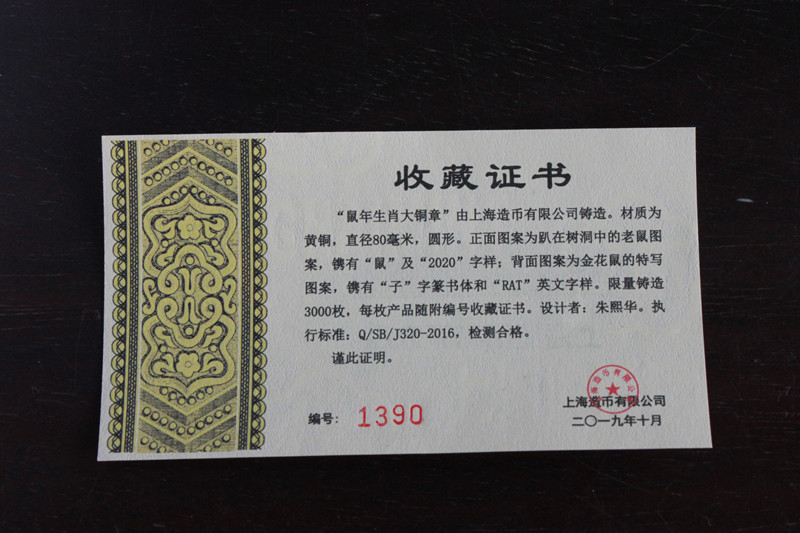 收藏证书
“鼠年生肖大铜章”由上海造币有限公司铸造。材质为
黄铜，直径80毫米，圆形。正面图案为趴在树洞中的老鼠图
案，镌有“鼠”及“2020”字样；背面图案为金花鼠的特写
图案，镌有“子”字篆书体和“RAT”英文字样。限量铸造
3000枚，每枚产品随附编号收藏证书。设计者：朱熙华。执
行标准：Q/SB/J320-2016，检测合格。
谨此证明。
上海造币有限公司
编号： 1390
二〇一九年十月